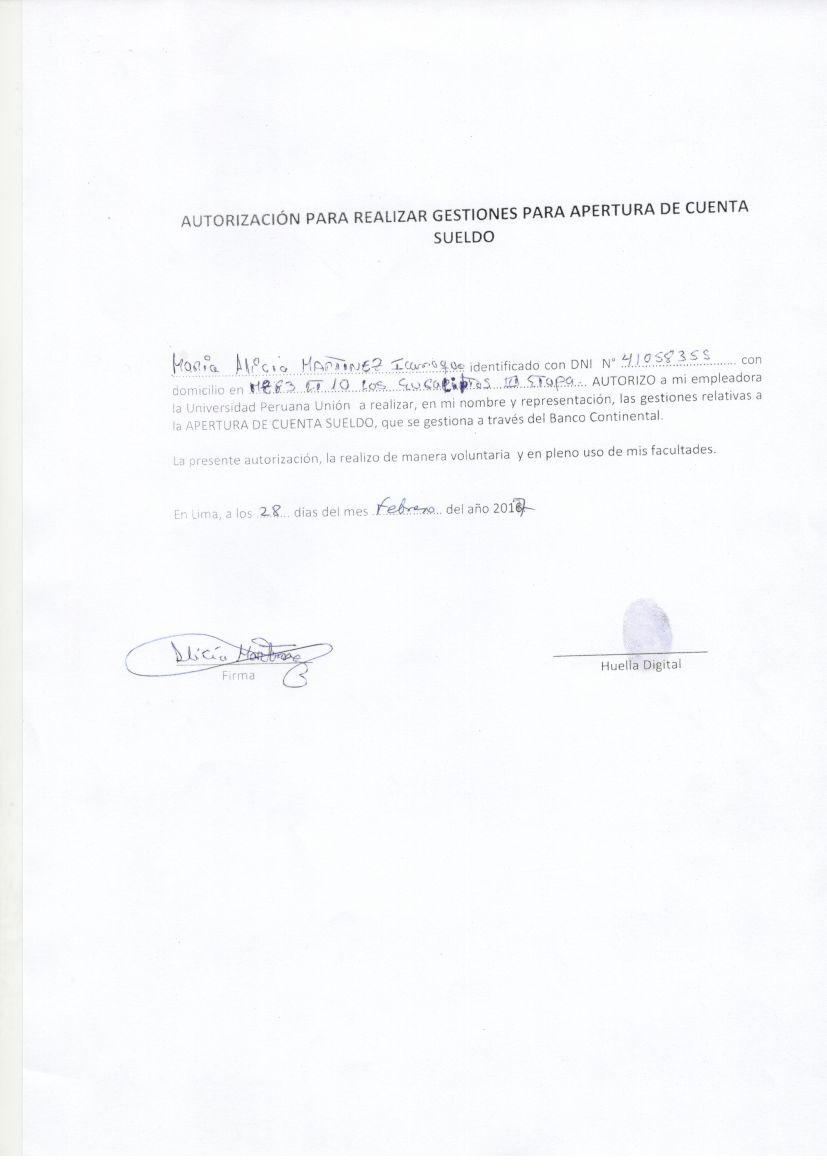 AUTORIZACIÓN PARA REALIZAR GESTIONES PARA APERTURA DE CUENTA
SUELDO
Maria Alicia MARTINEZ identificado con DNI N° 41058355 con
domicilio en LT 10 Los Eucaliptos III Etapa AUTORIZO a mi empleadora
la Universidad Peruana Unión a realizar, en mi nombre y representación, las gestiones relativas a
la APERTURA DE CUENTA SUELDO, que se gestiona a través del Banco Continental.
La presente autorización, la realizo de manera voluntaria y en pleno uso de mis facultades.
En Lima, a los 28 días del mes Febrero del año 2017
Alicia Martinez
Firma
Huella Digital